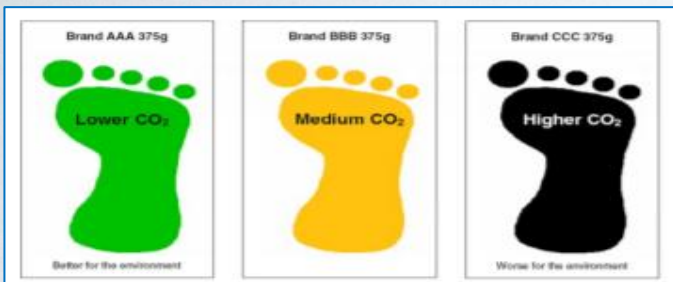 Brand AAA 375g
Lower CO₂
Better for the environment
Brand BBB 375g
Medium CO₂
Brand CCC 375g
Higher CO₂
Worse for the environment